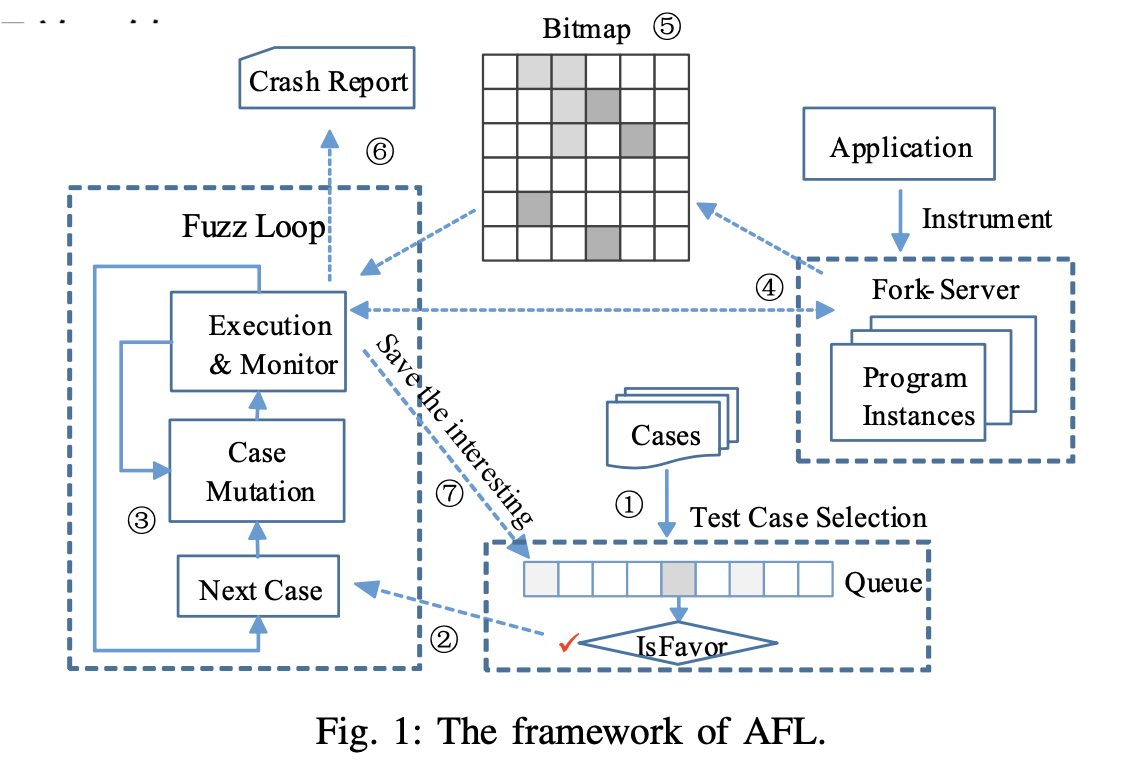 Bitmap ⑤
Crash Report
⑥
Application
Instrument
Fuzz Loop
④
Fork-Server
Execution
& Monitor
Program
Instances
Save the interesting
Cases
Case
Mutation
③
⑦
①
Test Case Selection
Next Case
Queue
②
✓
IsFavor
Fig. 1: The framework of AFL.